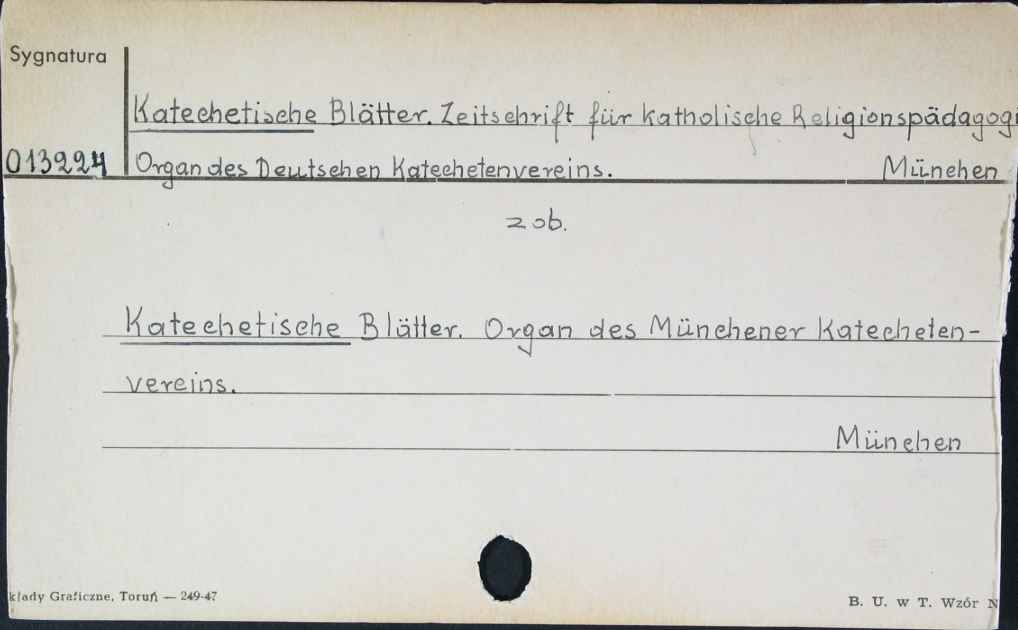 Sygnatura
Katechetische Blätter. Zeitschrift für katholische Religionspädagogi
013224 Organ des Deutschen Katechetenvereins. München
zob.
Katechetische Blätter. Organ des Münchener Katecheten-
vereins.
München
kłady Graficzne, Toruń — 249-47
B. U. w T. Wzór N